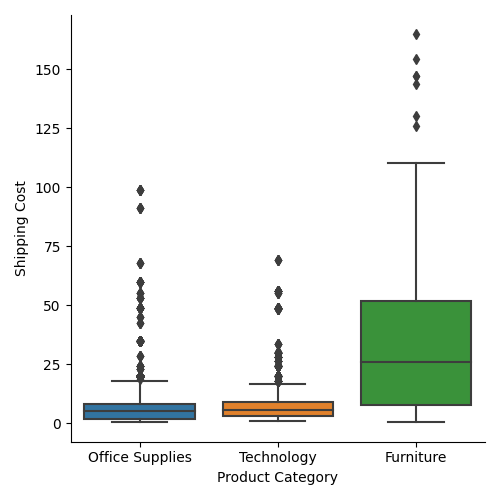 150
125
100
75
50
25
0
Shipping Cost
Office Supplies
Technology
Furniture
Product Category